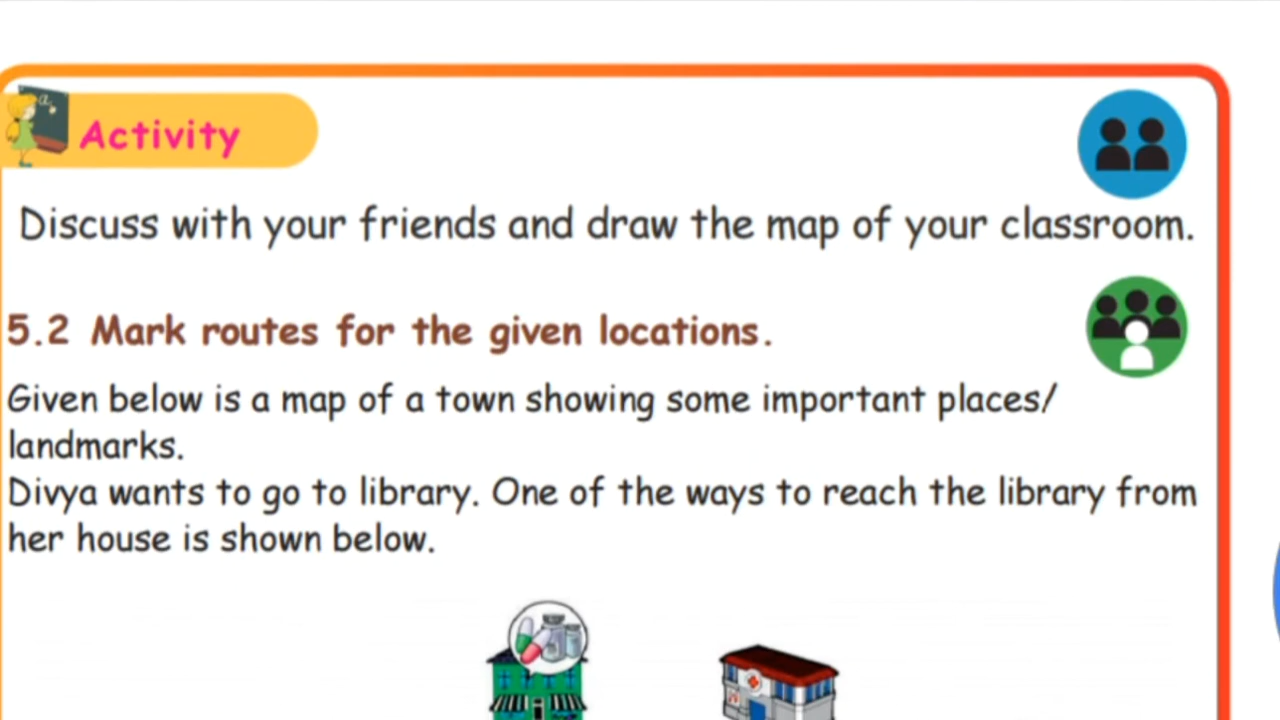 Activity
Discuss with your friends and draw the map of your classroom.
5.2 Mark routes for the given locations.
Given below is a map of a town showing some important places/
landmarks.
Divya wants to go to library. One of the ways to reach the library from
her house is shown below.